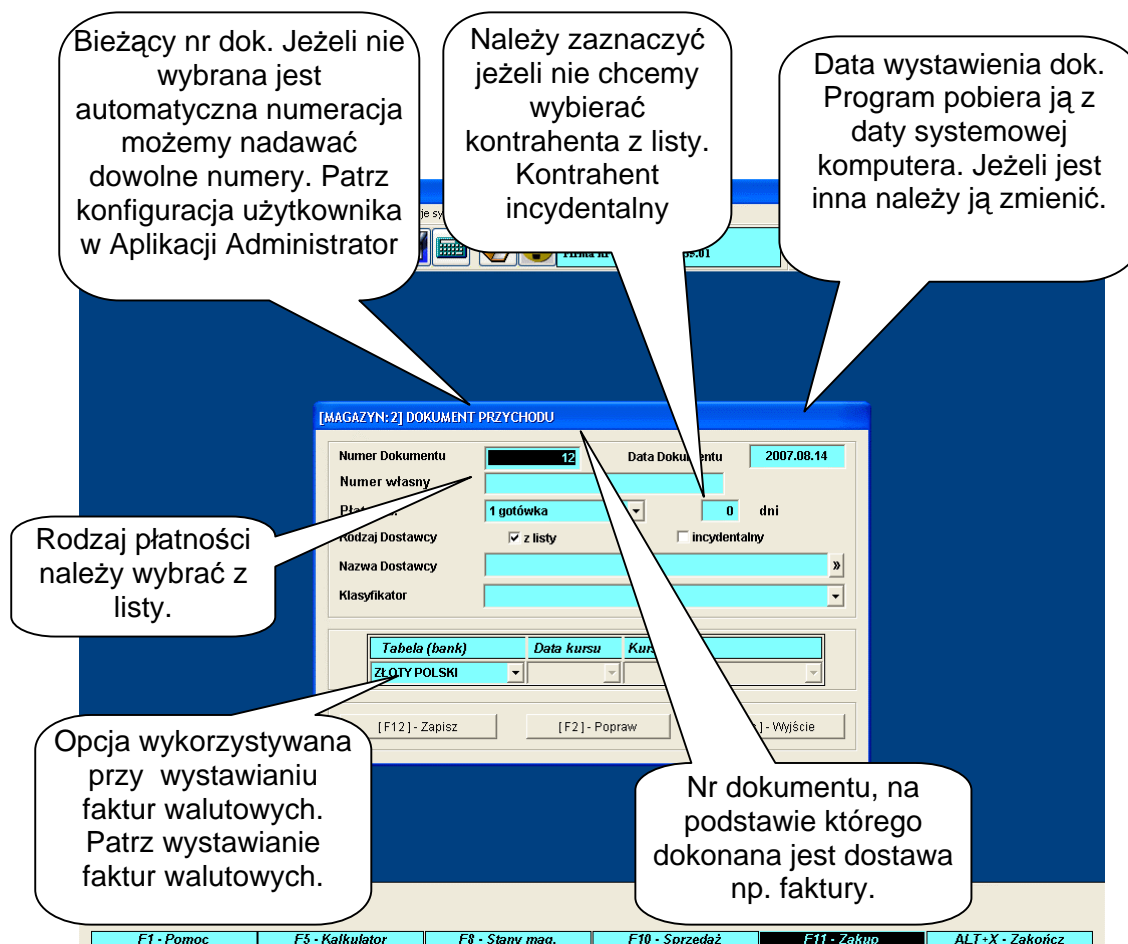 Bieżący nr dok. Jeżeli nie
wybrana jest
automatyczna numeracja
możemy nadawać
dowolne numery. Patrz
konfiguracja użytkownika
w Aplikacji Administrator
Należy zaznaczyć
jeżeli nie chcemy
wybierać
kontrahenta z listy.
Kontrahent
incydentalny
Data wystawienia dok.
Program pobiera ją z
daty systemowej
komputera. Jeżeli jest
inna należy ją zmienić.
[MAGAZYN: 2] DOKUMENT PRZYCHODU
Numer Dokumentu 12 Data Dokumentu 2007.08.14
Numer własny
1 gotówka 0 dni
Rodzaj Dostawcy z listy incydentalny
Nazwa Dostawcy »
Klasyfikator
Tabela (bank) Data kursu
ZŁOTY POLSKI
[F12] - Zapisz [F2] - Popraw ] - Wyjście
Rodzaj płatności
należy wybrać z
listy.
Opcja wykorzystywana
przy wystawianiu
faktur walutowych.
Patrz wystawianie
faktur walutowych.
Nr dokumentu, na
podstawie którego
dokonana jest dostawa
np. faktury.
F1 - Pomoc F5 - Kalkulator F8 - Stany mag. F10 - Sprzedaż F11 - Zakup ALT+X - Zakończ